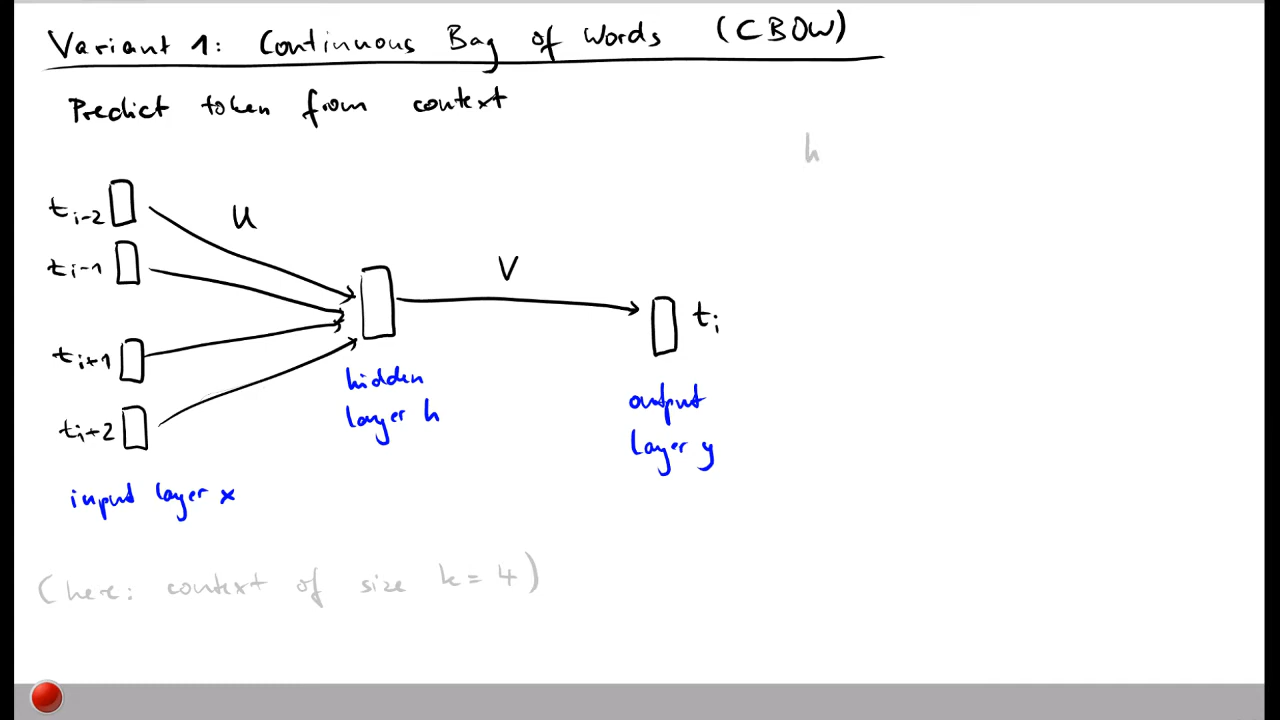 Variant 1: Continuous Bag of Words (CBOW)
Predict token from context
h
t_{i-2}
U
t_{i-1}
V
t_i
t_{i+1}
hidden
layer h
output
layer y
t_{i+2}
input layer x
(here: context of size k = 4)